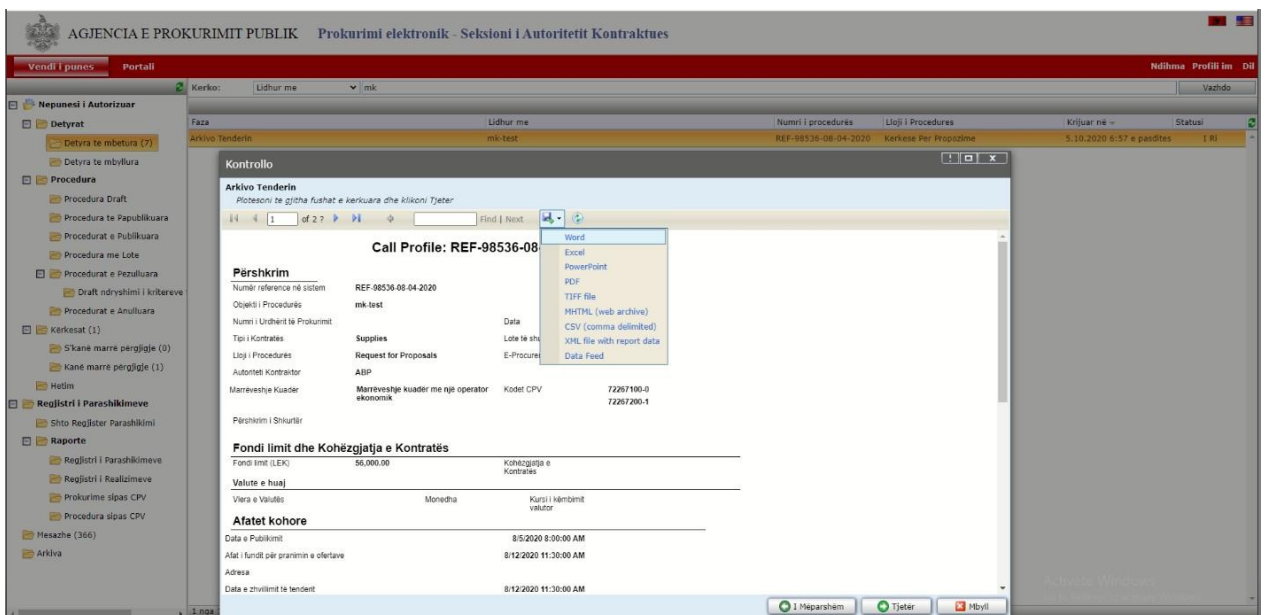 AGJENCIA E PROKURIMIT PUBLIK Prokurimi elektronik - Seksioni i Autoritetit Kontraktues
Vendi i punes Portali Ndihma Profili im Dil
Kerko: Lidhur me mk Vazhdo
Nepunesi i Autorizuar
Detyrat
Detyra te mbetura (7)
Detyra te mbyllura
Procedura
Procedura Draft
Procedura te Papublikuara
Procedurat e Publikuara
Procedura me Lote
Procedurat e Pezulluara
Draft ndryshimi i kritereve
Procedurat e Anulluara
Kërkesat (1)
S'kanë marrë përgjigje (0)
Kanë marrë përgjigje (1)
Hetim
Regjistri i Parashikimeve
Shto Regjister Parashikimi
Raporte
Regjistri i Parashikimeve
Regjistri i Realizimeve
Prokurime sipas CPV
Procedura sipas CPV
Mesazhe (366)
Arkiva
Faza Lidhur me Numri i procedurës Lloji i Procedures Krijuar në Statusi
Arkivo Tenderin mk-test REF-98536-08-04-2020 Kerkese Per Propozime 5.10.2020 6:57 e pasdites I Ri
Kontrollo
Arkivo Tenderin
Plotesoni te gjitha fushat e kerkuara dhe klikoni Tjeter
1 of 2 ? Find | Next
Word
Excel
PowerPoint
PDF
TIFF file
MHTML (web archive)
CSV (comma delimited)
XML file with report data
Data Feed
Call Profile: REF-98536-08-
Përshkrim
Numër reference në sistem REF-98536-08-04-2020
Objekti i Procedurës mk-test
Numri i Urdhërit të Prokurimit Data
Tipi i Kontratës Supplies Lote të shu
Lloji i Procedurës Request for Proposals E-Procure
Autoriteti Kontraktor ABP
Marrëveshje Kuadër Marrëveshje kuadër me një operator ekonomik Kodet CPV 72267100-0
72267200-1
Përshkrim i Shkurtër
Fondi limit dhe Kohëzgjatja e Kontratës
Fondi limit (LEK) 56,000.00 Kohëzgjatja e Kontratës
Valute e huaj
Vlera e Valutës Monedha Kursi i këmbimit valutor
Afatet kohore
Data e Publikimit 8/5/2020 8:00:00 AM
Afat i fundit për pranimin e ofertave 8/12/2020 11:30:00 AM
Adresa
Data e zhvillimit të tenderit 8/12/2020 11:30:00 AM
I Mëparshëm Tjetër Mbyll
1 nga
Activate Windows